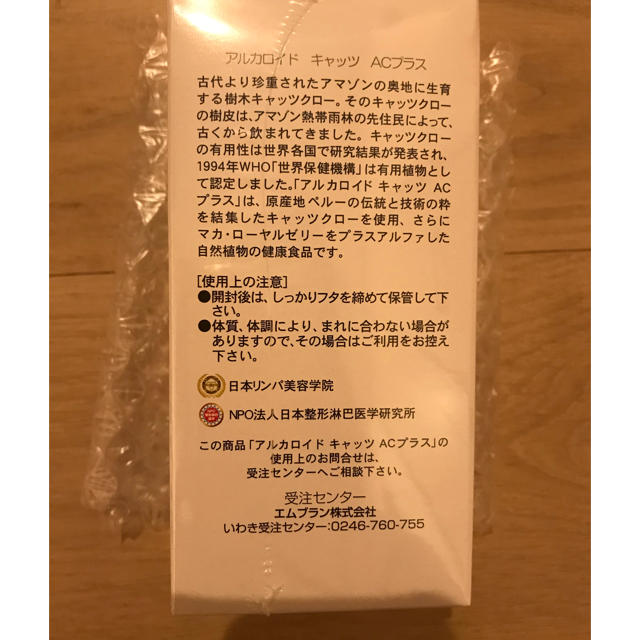 アルカロイド キャッツ ACプラス
古代より珍重されたアマゾンの奥地に生育
する樹木キャッツクロー。そのキャッツクロー
の樹皮は、アマゾン熱帯雨林の先住民によって、
古くから飲まれてきました。キャッツクロー
の有用性は世界各国で研究結果が発表され、
1994年WHO「世界保健機構」は有用植物とし
て認定しました。「アルカロイド キャッツ AC
プラス」は、原産地ペルーの伝統と技術の粋
を結集したキャッツクローを使用、さらに
マカ・ローヤルゼリーをプラスアルファした
自然植物の健康食品です。
[使用上の注意]
●開封後は、しっかりフタを締めて保管して下
さい。
●体質、体調により、まれに合わない場合が
ありますので、その場合はご利用をお控え
下さい。
日本リンパ美容学院
NPO法人日本整形淋巴医学研究所
この商品「アルカロイド キャッツ ACプラス」の
使用上のお問合せは、
受注センターへご相談下さい。
受注センター
エムブラン株式会社
いわき受注センター:0246-760-755